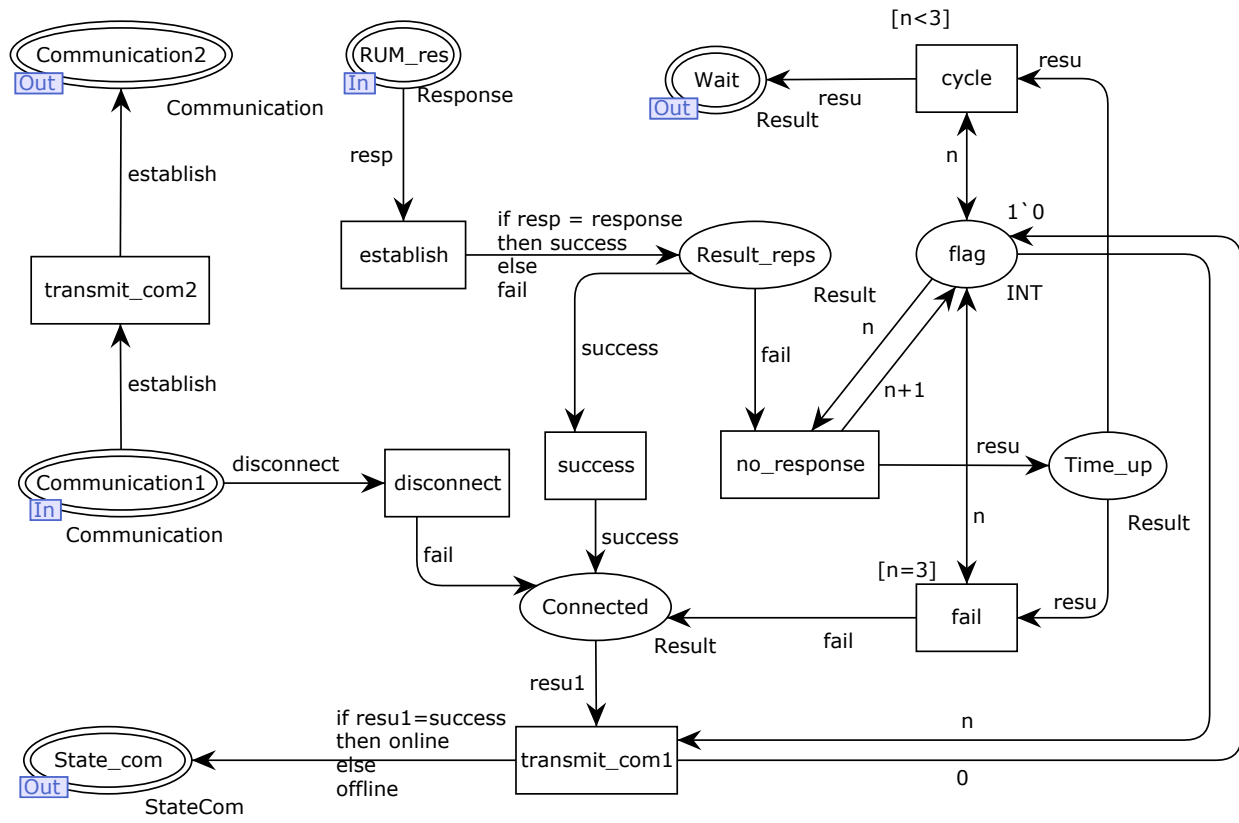 [n<3]
Communication2
Out
Communication
RUM_res
In
Response
Wait
Out
Result
resu
cycle
resu
establish
resp
n
transmit_com2
establish
if resp = response
then success
else
fail
Result_reps
Result
1`0
flag
INT
establish
success
fail
n
n+1
Communication1
In
Communication
disconnect
disconnect
success
no_response
resu
Time_up
Result
fail
success
n
[n=3]
Connected
Result
fail
fail
resu
resu1
if resu1=success
then online
else
offline
State_com
Out
StateCom
transmit_com1
n
0